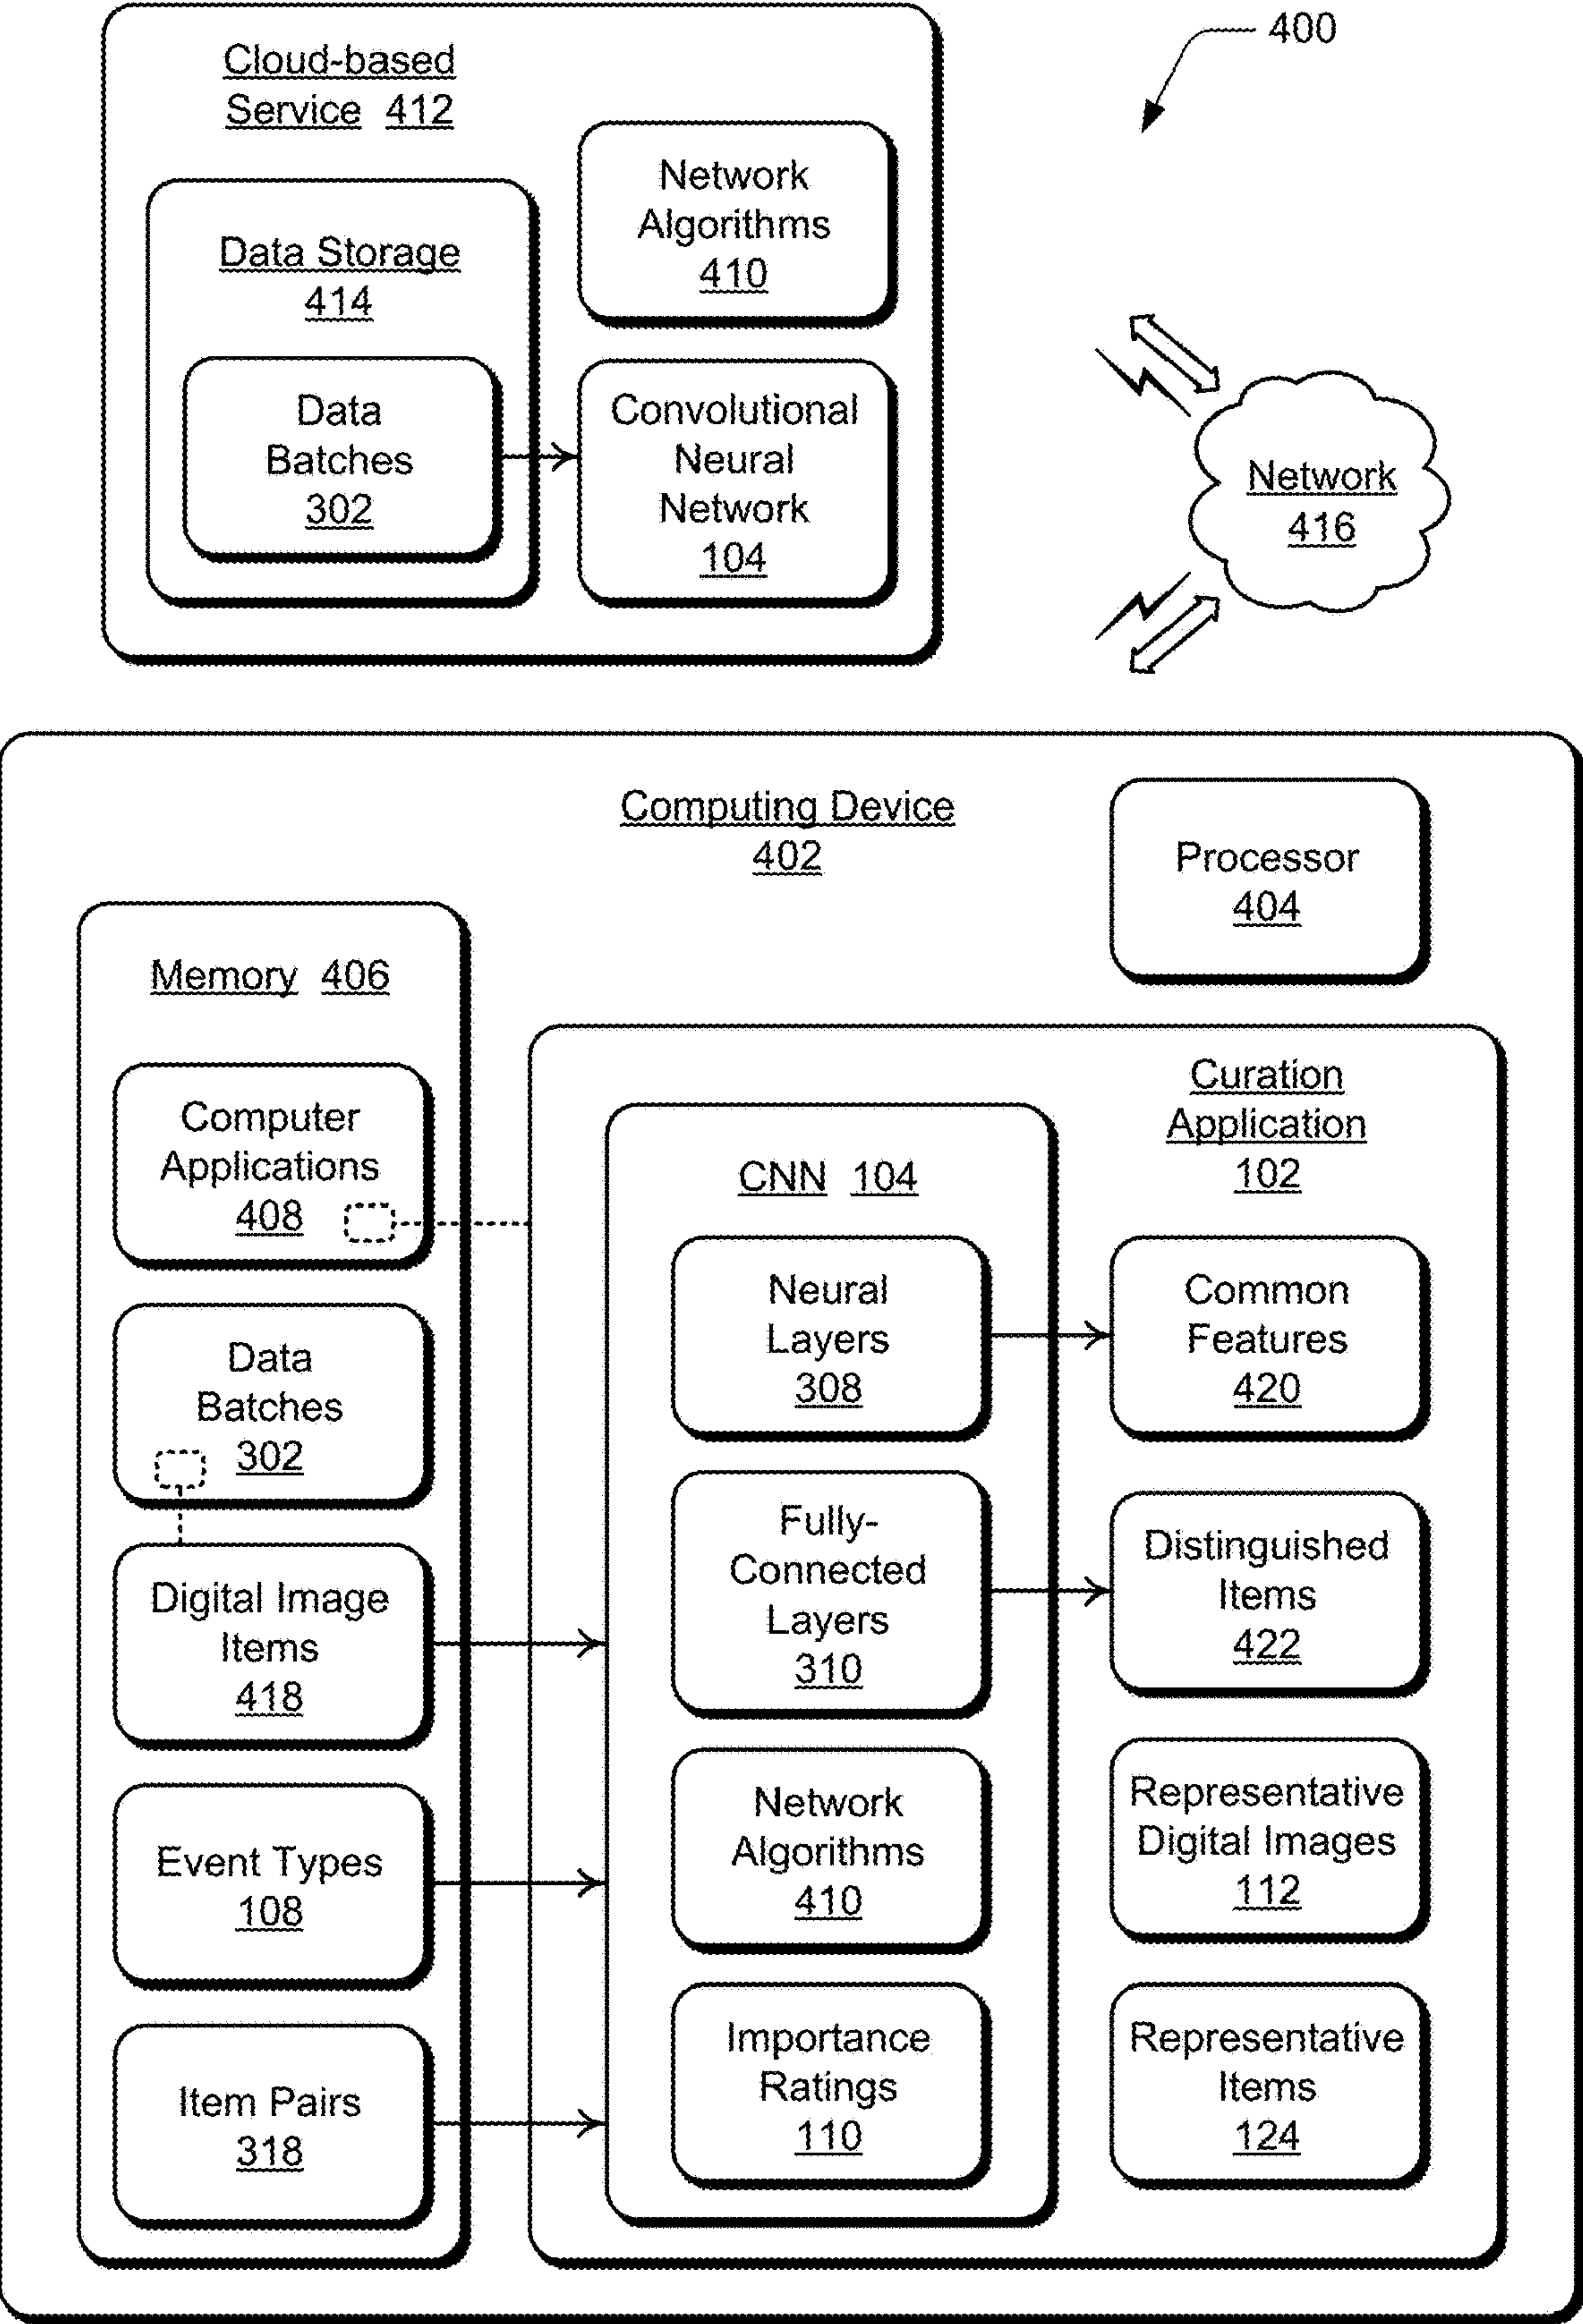 400
Cloud-based
Service 412
Network
Algorithms
410
Data Storage
414
Data
Batches
302
Convolutional
Neural
Network
104
Network
416
Computing Device
402
Processor
404
Memory 406
Computer
Applications
408
Data
Batches
302
Digital Image
Items
418
Event Types
108
Item Pairs
318
Curation
Application
102
CNN 104
Neural
Layers
308
Common
Features
420
Fully-
Connected
Layers
310
Distinguished
Items
422
Network
Algorithms
410
Representative
Digital Images
112
Importance
Ratings
110
Representative
Items
124